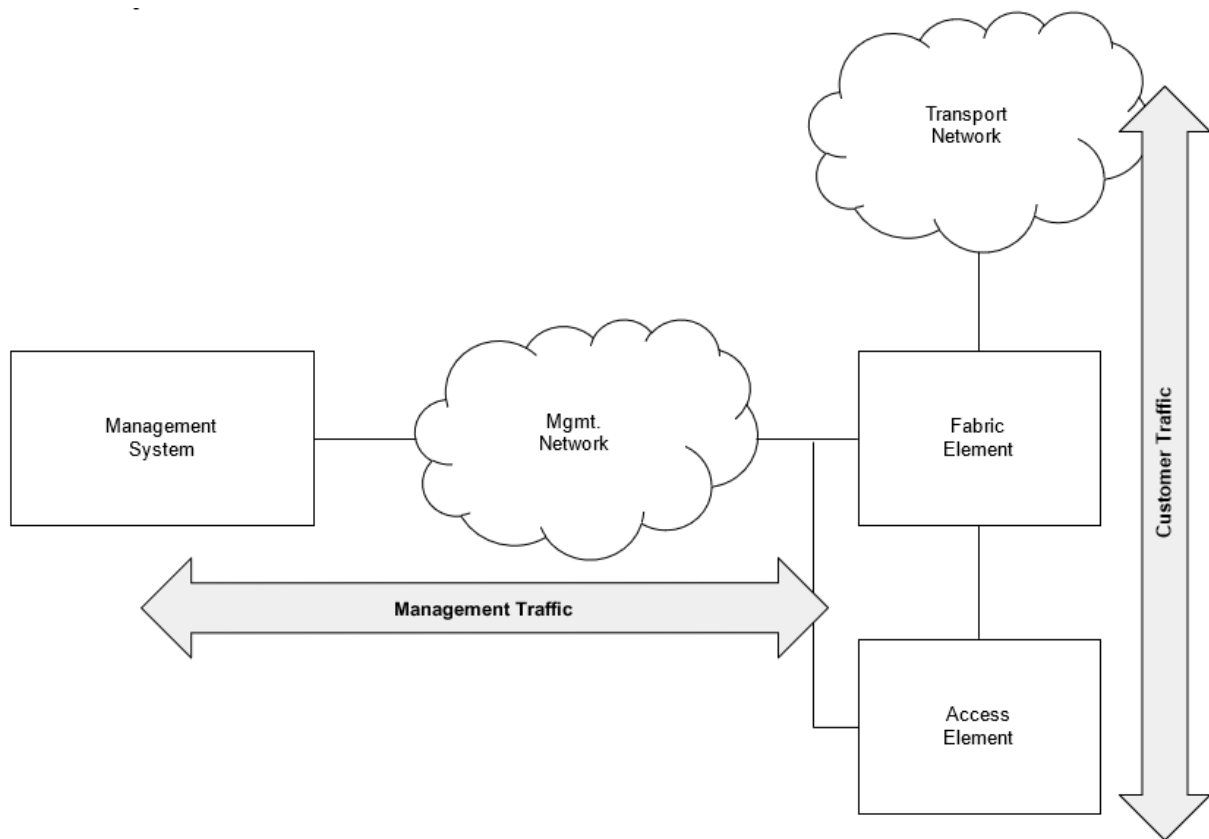 Transport
Network
Management
System
Mgmt.
Network
Fabric
Element
Customer Traffic
Management Traffic
Access
Element